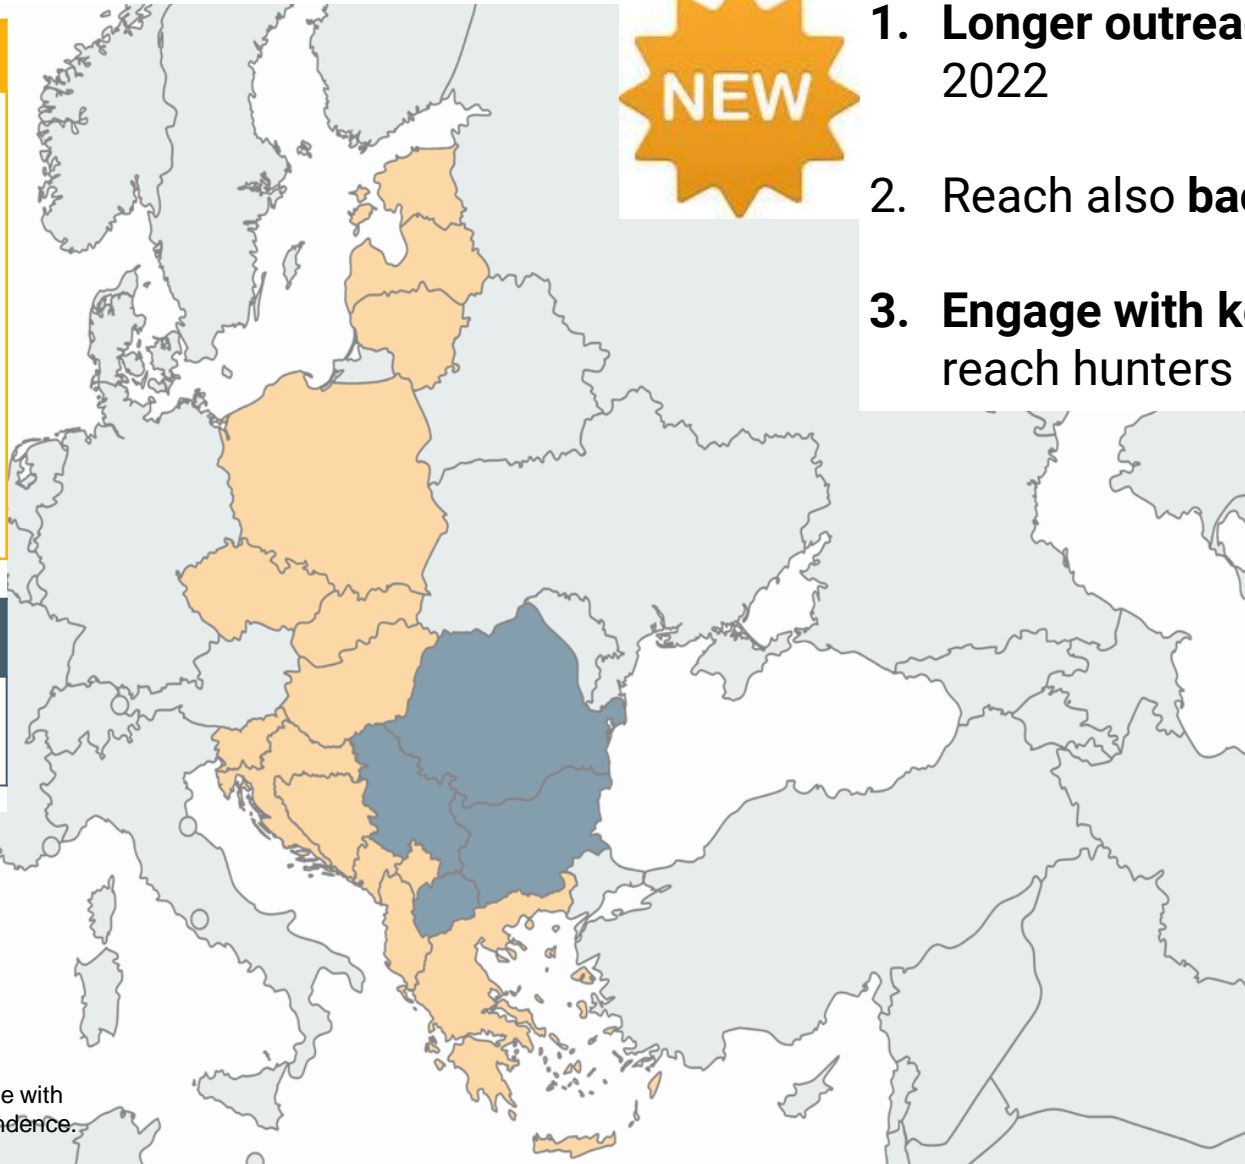 NEW
1. Longer outrea
2022
2. Reach also ba
3. Engage with k
reach hunters
e with
ndence.